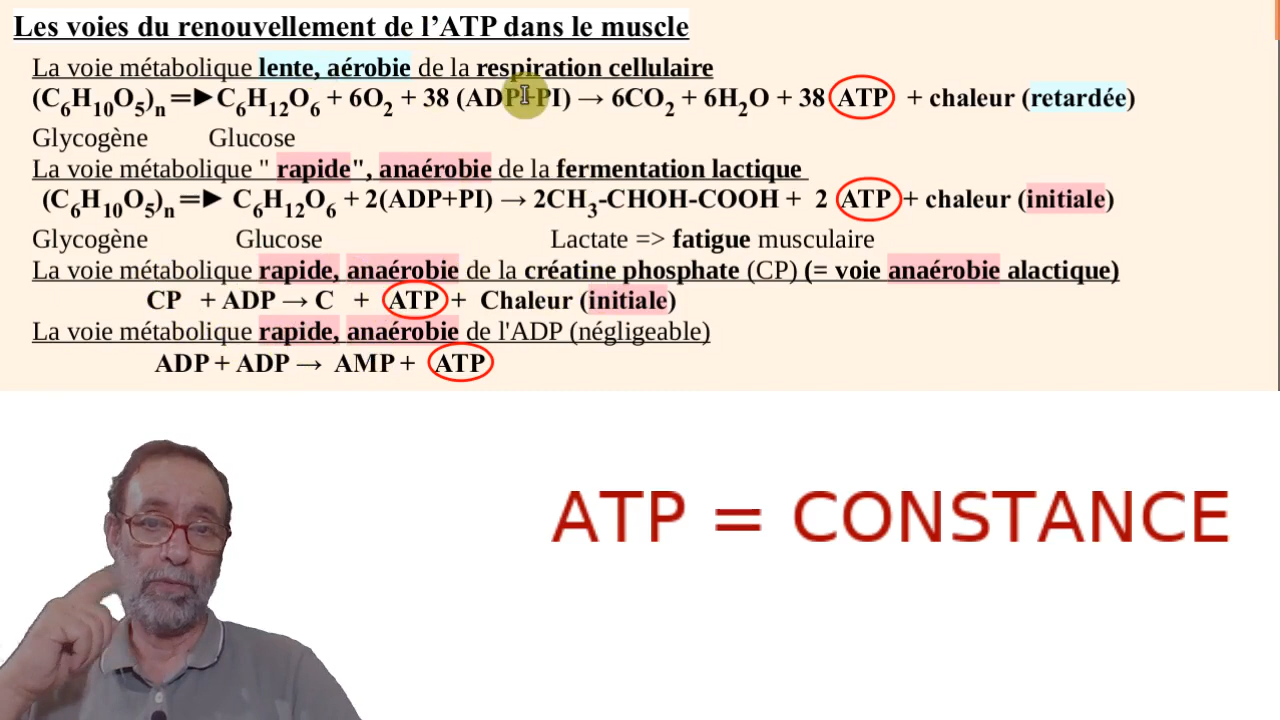 Les voies du renouvellement de l’ATP dans le muscle
La voie métabolique lente, aérobie de la respiration cellulaire
(C₆H₁₀O₅)ₙ ═► C₆H₁₂O₆ + 6O₂ + 38 (ADP+PI) → 6CO₂ + 6H₂O + 38 ATP + chaleur (retardée)
Glycogène Glucose
La voie métabolique " rapide", anaérobie de la fermentation lactique
(C₆H₁₀O₅)ₙ ═► C₆H₁₂O₆ + 2(ADP+PI) → 2CH₃-CHOH-COOH + 2 ATP + chaleur (initiale)
Glycogène Glucose Lactate => fatigue musculaire
La voie métabolique rapide, anaérobie de la créatine phosphate (CP) (= voie anaérobie alactique)
CP + ADP → C + ATP + Chaleur (initiale)
La voie métabolique rapide, anaérobie de l'ADP (négligeable)
ADP + ADP → AMP + ATP
ATP = CONSTANCE